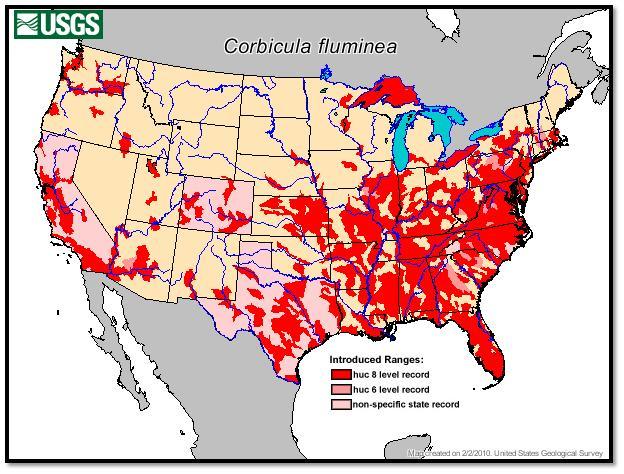 USGS
Corbicula fluminea
Introduced Ranges:
huc 8 level record
huc 6 level record
non-specific state record
Map created on 2/2/2010. United States Geological Survey